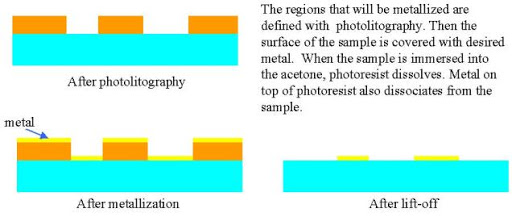 The regions that will be metallized are
defined with photolitography. Then the
surface of the sample is covered with desired
metal. When the sample is immersed into
the acetone, photoresist dissolves. Metal on
top of photoresist also dissociates from the
sample.
After photolitography
metal
After metallization
After lift-off